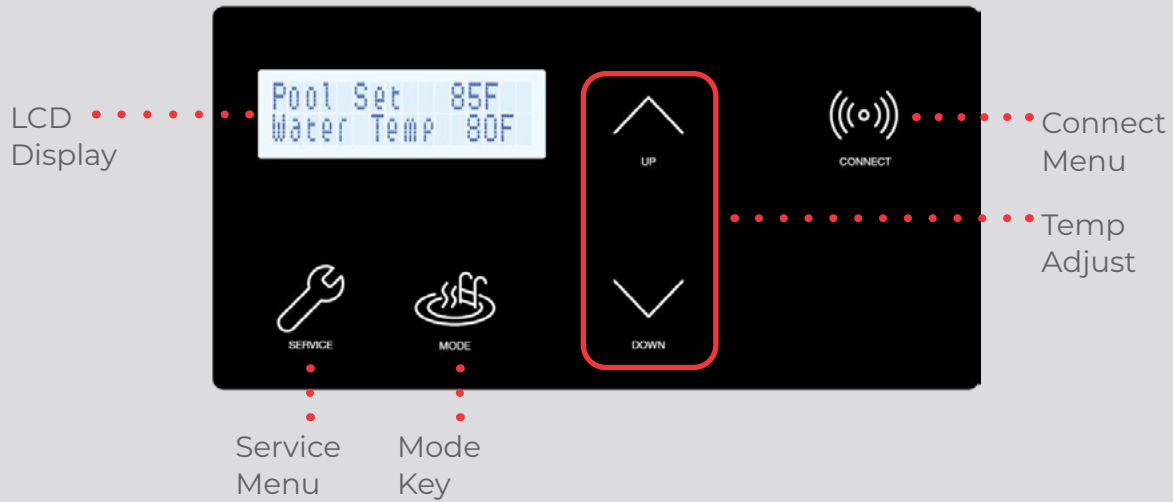 Pool Set 85F
Water Temp 80F
LCD
Display
UP
CONNECT
Connect
Menu
Temp
Adjust
SERVICE
MODE
DOWN
Service
Menu
Mode
Key